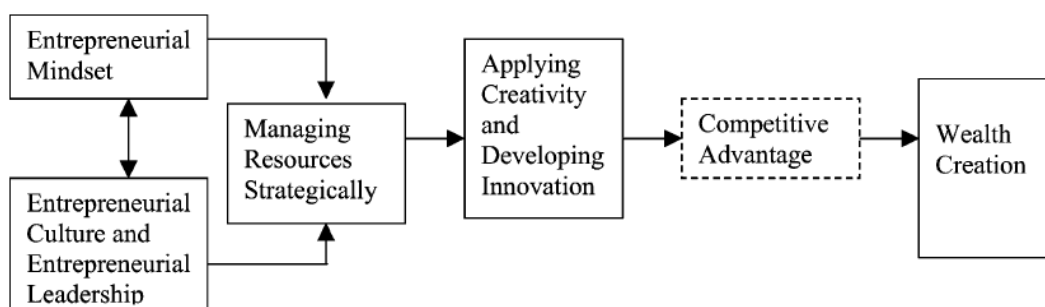 Entrepreneurial
Mindset
Entrepreneurial
Culture and
Entrepreneurial
Leadership
Managing
Resources
Strategically
Applying
Creativity
and
Developing
Innovation
Competitive
Advantage
Wealth
Creation